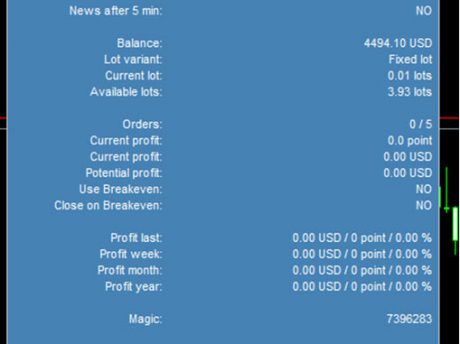 News after 5 min: NO
Balance: 4494.10 USD
Lot variant: Fixed lot
Current lot: 0.01 lots
Available lots: 3.93 lots
Orders: 0 / 5
Current profit: 0.0 point
Current profit: 0.00 USD
Potential profit: 0.00 USD
Use Breakeven: NO
Close on Breakeven: NO
Profit last: 0.00 USD / 0 point / 0.00 %
Profit week: 0.00 USD / 0 point / 0.00 %
Profit month: 0.00 USD / 0 point / 0.00 %
Profit year: 0.00 USD / 0 point / 0.00 %
Magic: 7396283